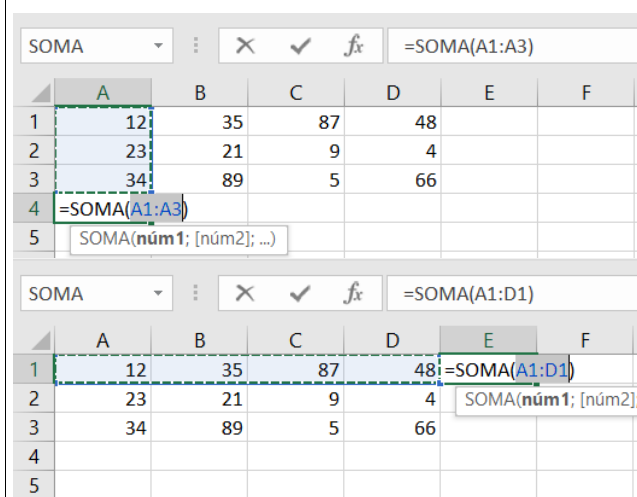 SOMA =SOMA(A1:A3)
A B C D E F
1 12 35 87 48
2 23 21 9 4
3 34 89 5 66
4 =SOMA(A1:A3)
5 SOMA(núm1; [núm2]; ...)
SOMA =SOMA(A1:D1)
A B C D E F
1 12 35 87 48 =SOMA(A1:D1)
2 23 21 9 4 SOMA(núm1; [núm2];
3 34 89 5 66
4
5